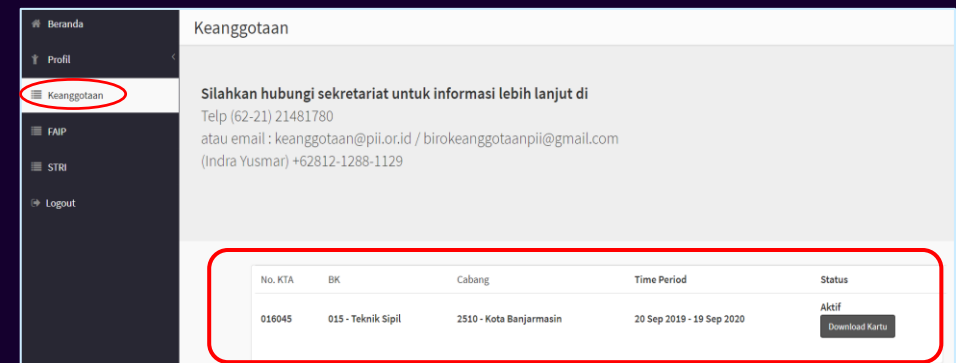 Beranda
Profil
Keanggotaan
FAIP
STRI
Logout
Keanggotaan
Silahkan hubungi sekretariat untuk informasi lebih lanjut di
Telp (62-21) 21481780
atau email : keanggotaan@pii.or.id / birokeanggotaanpii@gmail.com
(Indra Yusmar) +62812-1288-1129
No. KTA BK Cabang Time Period Status
016045 015 - Teknik Sipil 2510 - Kota Banjarmasin 20 Sep 2019 - 19 Sep 2020 Aktif
Download Kartu